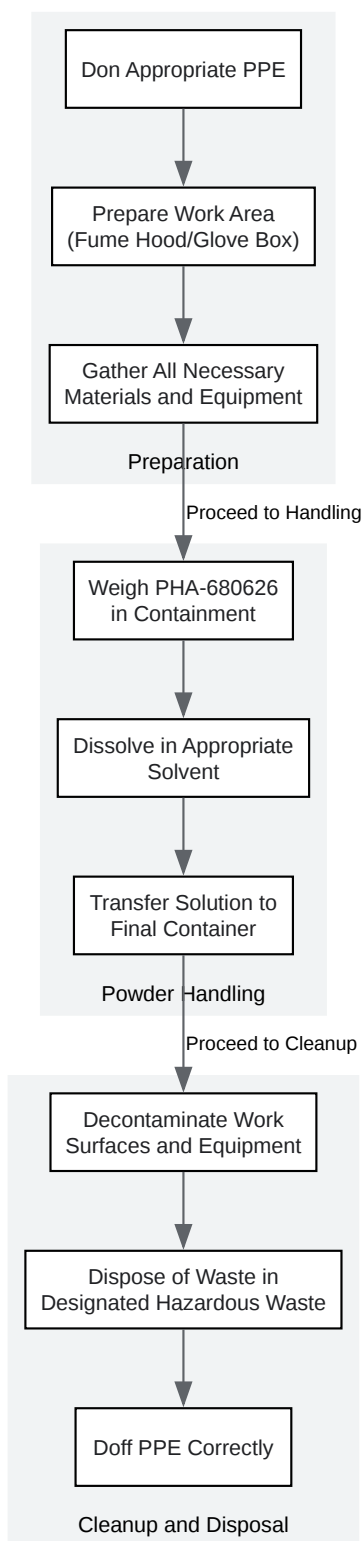 Don Appropriate PPE
Prepare Work Area
(Fume Hood/Glove Box)
Gather All Necessary
Materials and Equipment
Preparation
Proceed to Handling
Weigh PHA-680626
in Containment
Dissolve in Appropriate
Solvent
Transfer Solution to
Final Container
Powder Handling
Proceed to Cleanup
Decontaminate Work
Surfaces and Equipment
Dispose of Waste in
Designated Hazardous Waste
Doff PPE Correctly
Cleanup and Disposal